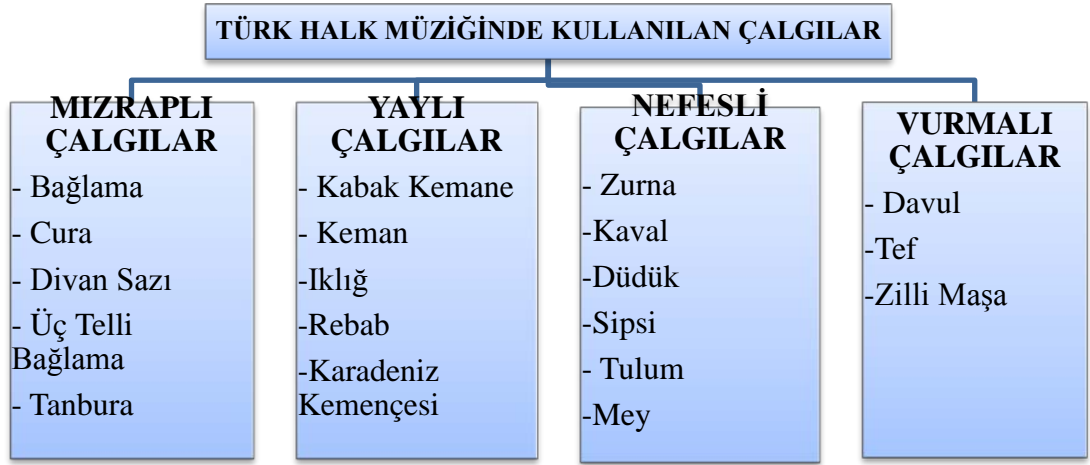 TÜRK HALK MÜZİĞİNDE KULLANILAN ÇALGILAR
MIZRAPLI
ÇALGILAR
- Bağlama
- Cura
- Divan Sazı
- Üç Telli
Bağlama
- Tanbura
YAYLI
ÇALGILAR
- Kabak Kemane
- Keman
-Iklığ
-Rebab
-Karadeniz
Kemençesi
NEFESLİ
ÇALGILAR
- Zurna
-Kaval
-Düdük
-Sipsi
- Tulum
-Mey
VURMALI
ÇALGILAR
- Davul
-Tef
-Zilli Maşa